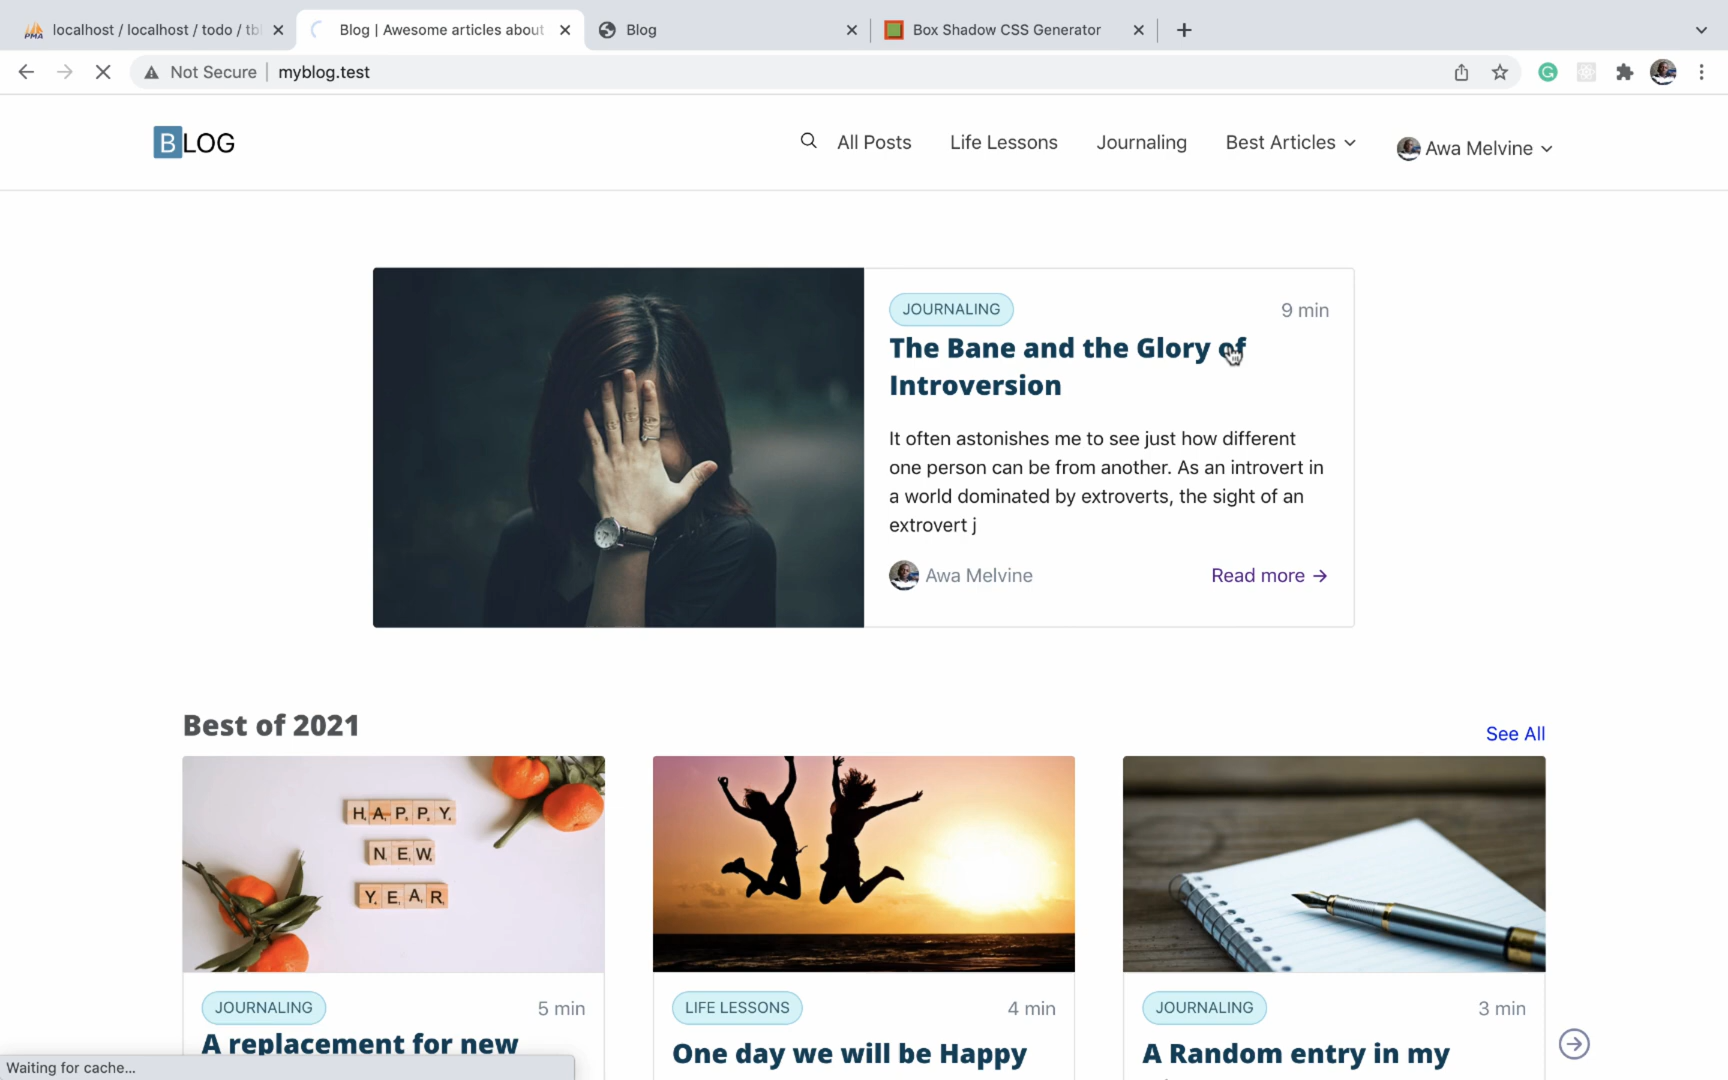 localhost / localhost / todo / tbl
Blog | Awesome articles about
Blog
Box Shadow CSS Generator
Not Secure
myblog.test
BLOG
All Posts
Life Lessons
Journaling
Best Articles
Awa Melvine
JOURNALING
9 min
The Bane and the Glory of
Introversion
It often astonishes me to see just how different
one person can be from another. As an introvert in
a world dominated by extroverts, the sight of an
extrovert j
Awa Melvine
Read more →
Best of 2021
See All
HAPPY
NEW
YEAR
JOURNALING
5 min
A replacement for new
LIFE LESSONS
4 min
One day we will be Happy
JOURNALING
3 min
A Random entry in my
Waiting for cache...